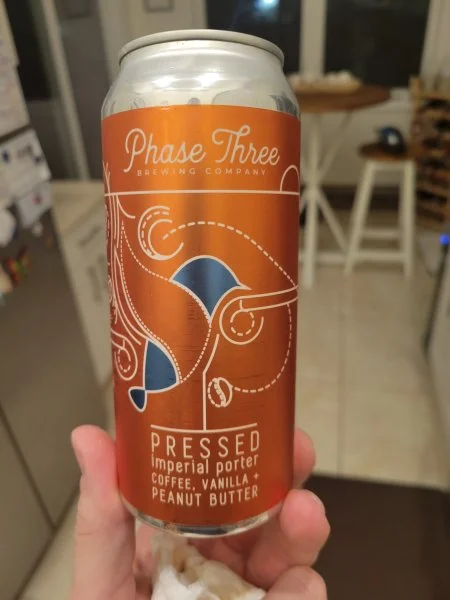 Phase Three
BREWING COMPANY
PRESSED
imperial porter
COFFEE, VANILLA +
PEANUT BUTTER